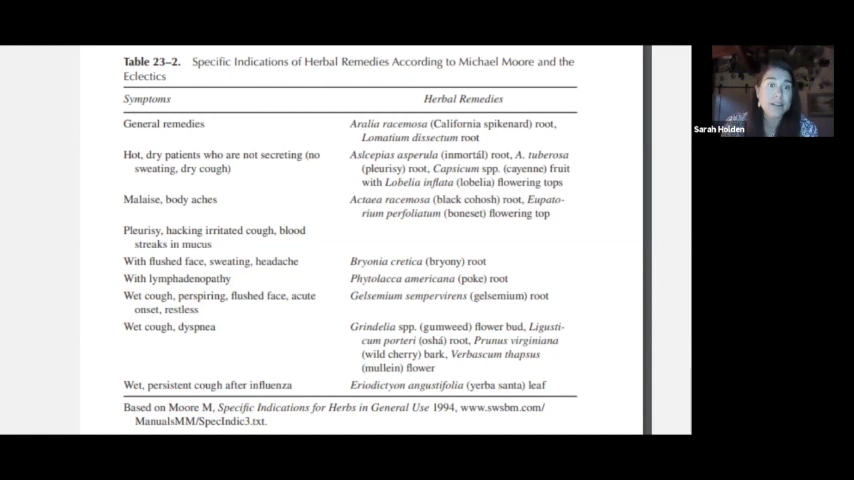 Table 23–2. Specific Indications of Herbal Remedies According to Michael Moore and the
Eclectics
Symptoms Herbal Remedies
General remedies Aralia racemosa (California spikenard) root,
Lomatium dissectum root
Hot, dry patients who are not secreting (no Aslcepias asperula (inmortál) root, A. tuberosa
sweating, dry cough) (pleurisy) root, Capsicum spp. (cayenne) fruit
with Lobelia inflata (lobelia) flowering tops
Malaise, body aches Actaea racemosa (black cohosh) root, Eupato-
rium perfoliatum (boneset) flowering top
Pleurisy, hacking irritated cough, blood
streaks in mucus
With flushed face, sweating, headache Bryonia cretica (bryony) root
With lymphadenopathy Phytolacca americana (poke) root
Wet cough, perspiring, flushed face, acute Gelsemium sempervirens (gelsemium) root
onset, restless
Wet cough, dyspnea Grindelia spp. (gumweed) flower bud, Ligusti-
cum porteri (oshá) root, Prunus virginiana
(wild cherry) bark, Verbascum thapsus
(mullein) flower
Wet, persistent cough after influenza Eriodictyon angustifolia (yerba santa) leaf
Based on Moore M, Specific Indications for Herbs in General Use 1994, www.swsbm.com/
ManualsMM/SpecIndic3.txt.
Sarah Holden